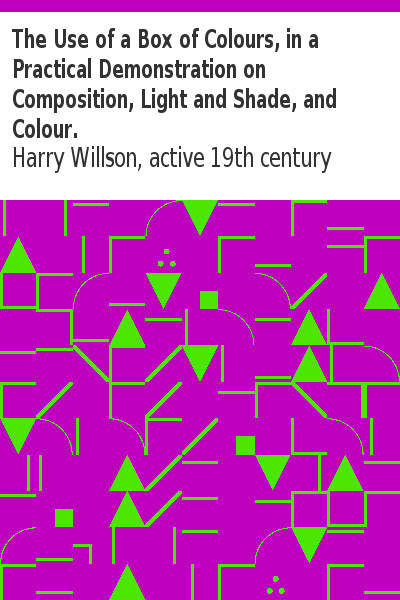 The Use of a Box of Colours, in a
Practical Demonstration on
Composition, Light and Shade, and
Colour.
Harry Willson, active 19th century